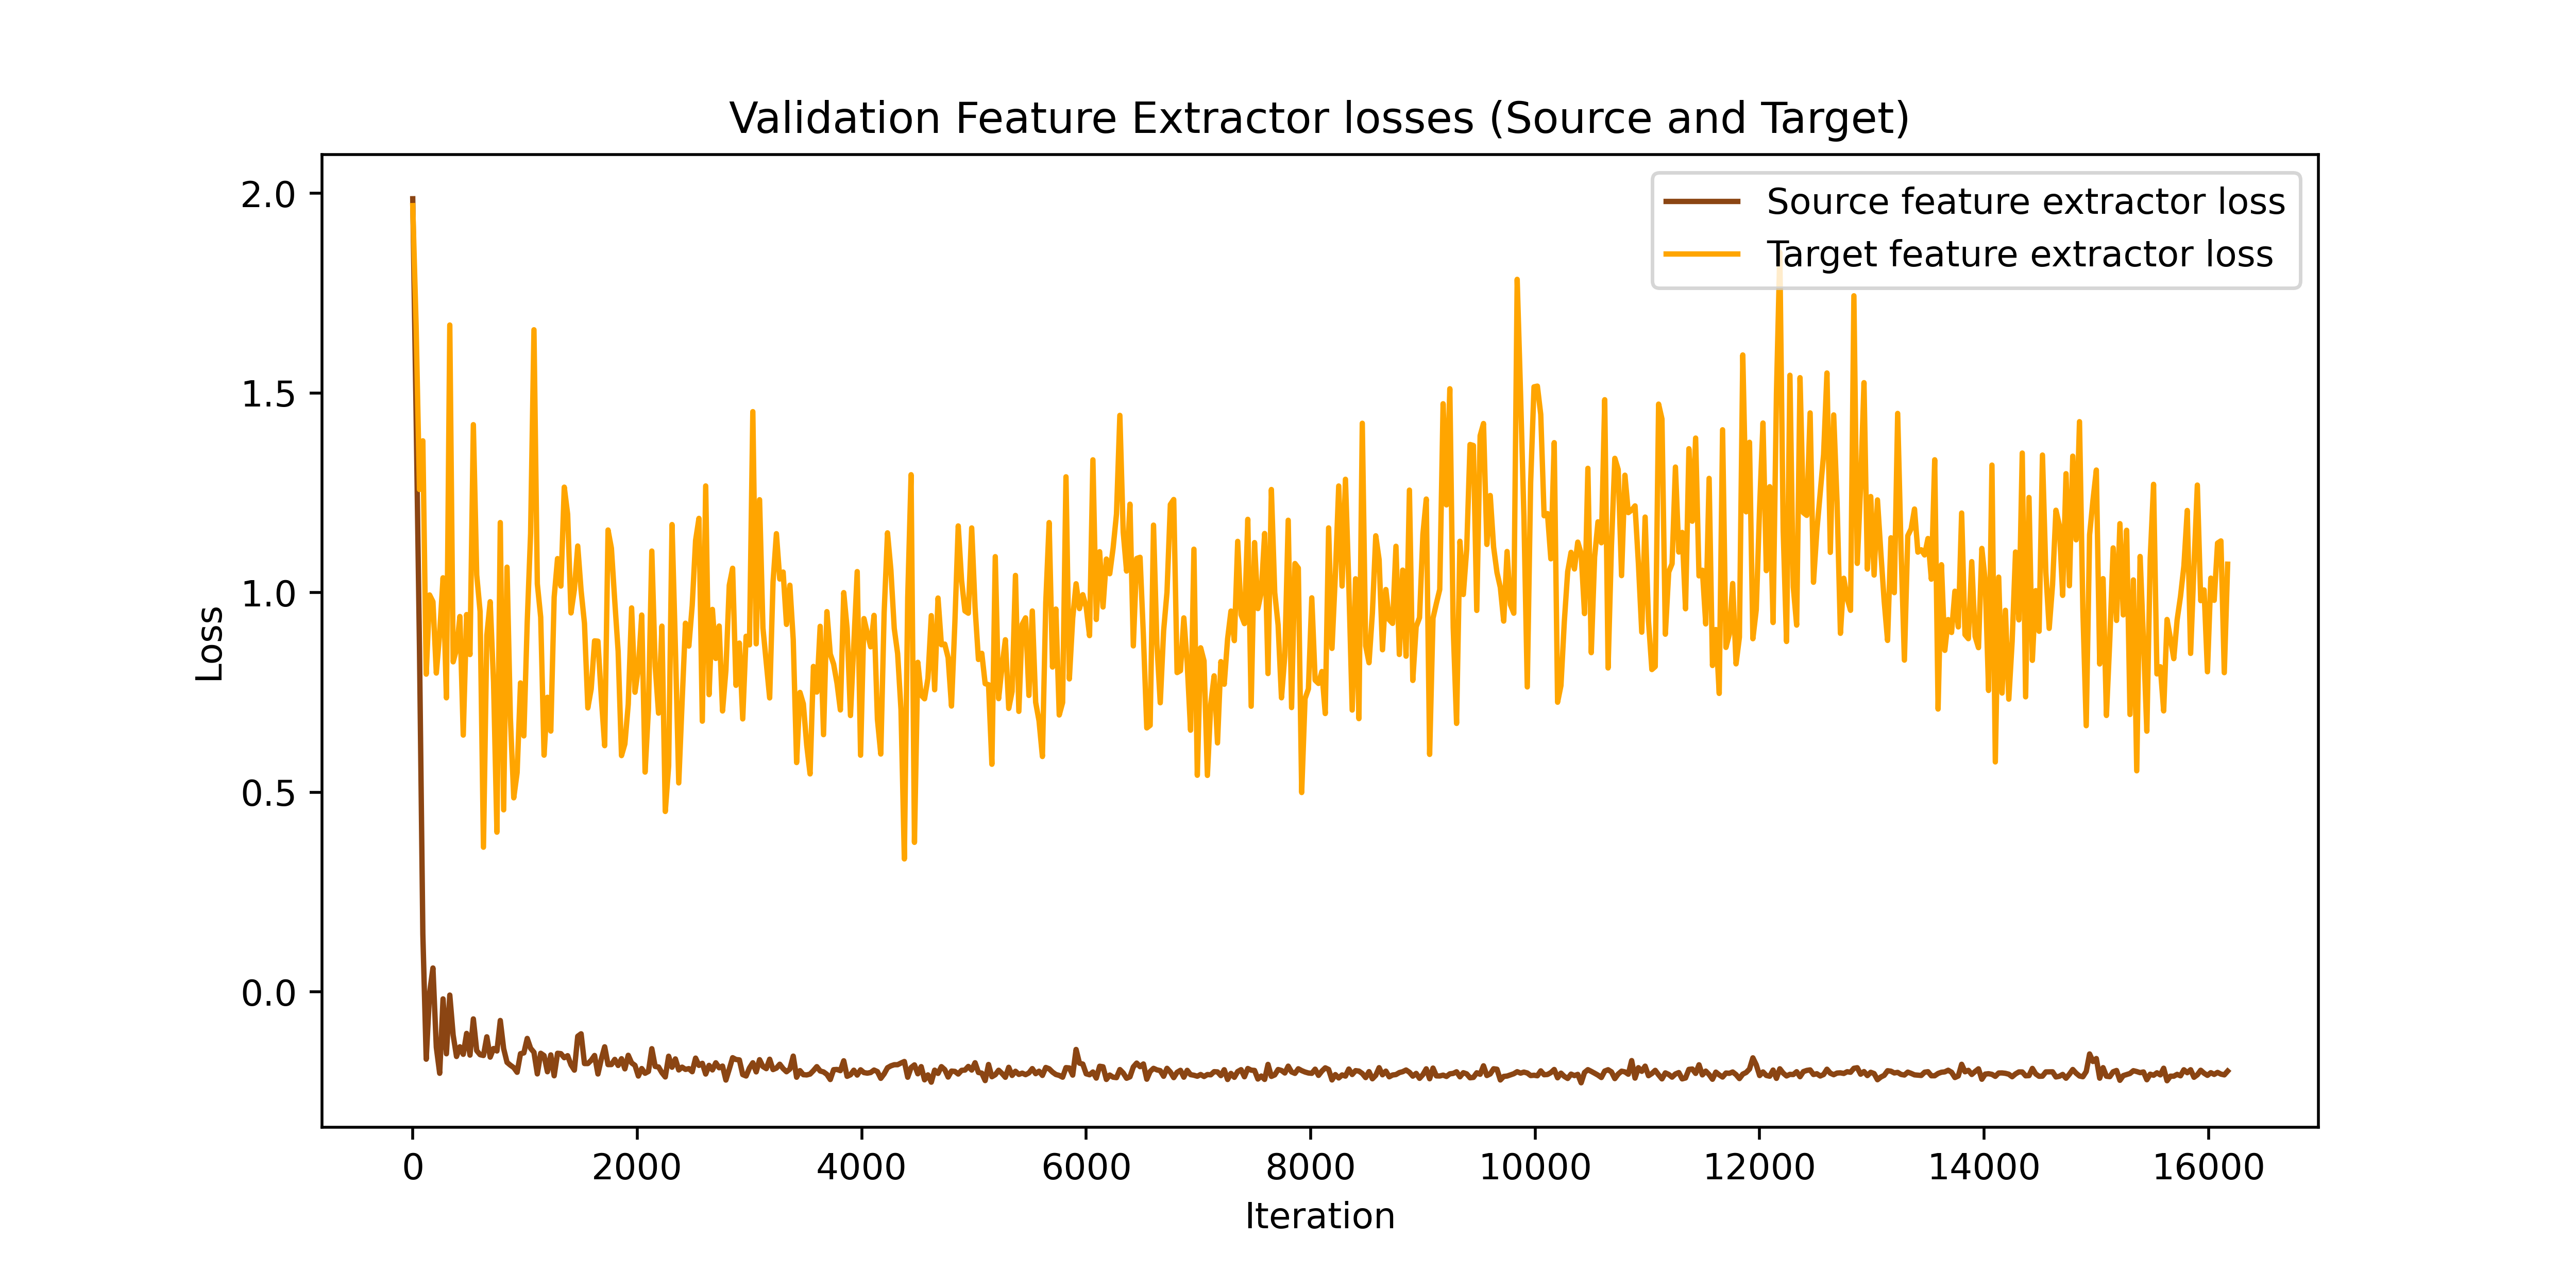 Validation Feature Extractor losses (Source and Target)
Source feature extractor loss
Target feature extractor loss
Loss
2.0
1.5
1.0
0.5
0.0
0 2000 4000 6000 8000 10000 12000 14000 16000
Iteration